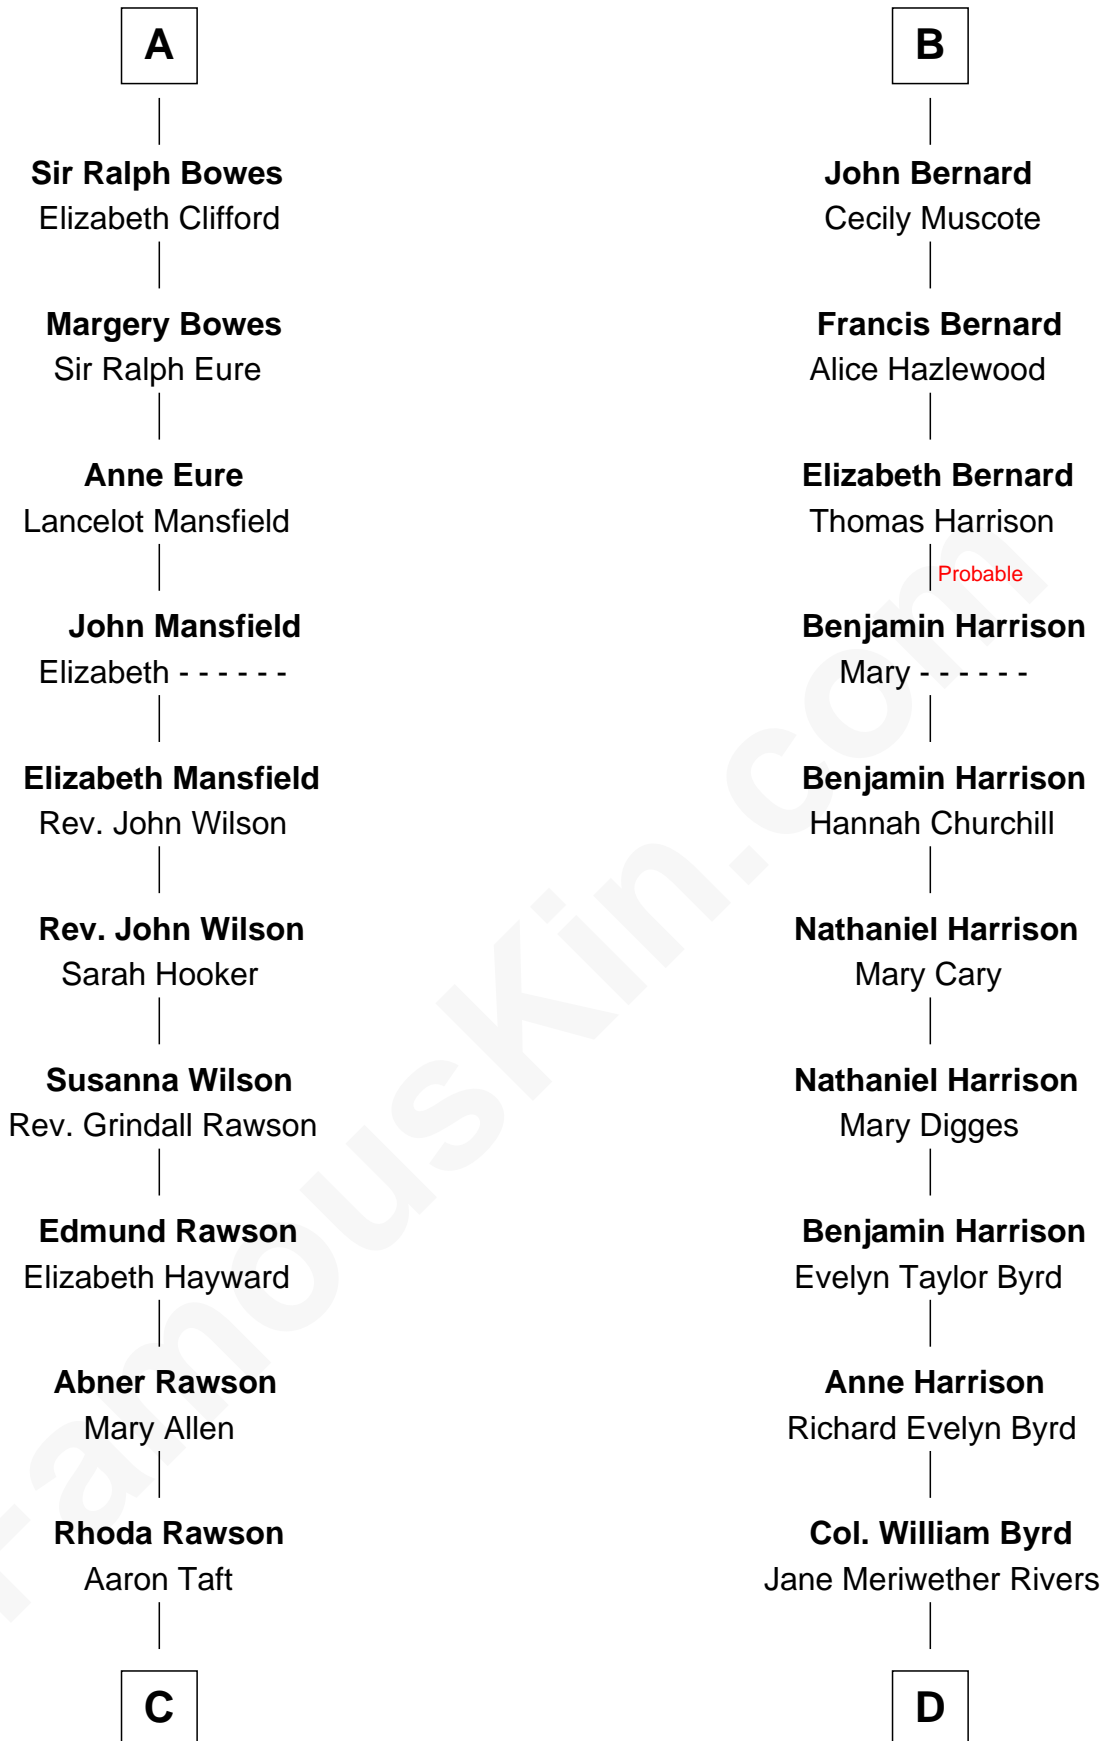 A
Sir Ralph Bowes
Elizabeth Clifford
Margery Bowes
Sir Ralph Eure
Anne Eure
Lancelot Mansfield
John Mansfield
Elizabeth - - - - - -
Elizabeth Mansfield
Rev. John Wilson
Rev. John Wilson
Sarah Hooker
Susanna Wilson
Rev. Grindall Rawson
Edmund Rawson
Elizabeth Hayward
Abner Rawson
Mary Allen
Rhoda Rawson
Aaron Taft
C
B
John Bernard
Cecily Muscote
Francis Bernard
Alice Hazlewood
Elizabeth Bernard
Thomas Harrison
Probable
Benjamin Harrison
Mary - - - - - -
Benjamin Harrison
Hannah Churchill
Nathaniel Harrison
Mary Cary
Nathaniel Harrison
Mary Digges
Benjamin Harrison
Evelyn Taylor Byrd
Anne Harrison
Richard Evelyn Byrd
Col. William Byrd
Jane Meriwether Rivers
D
FamousKin.com